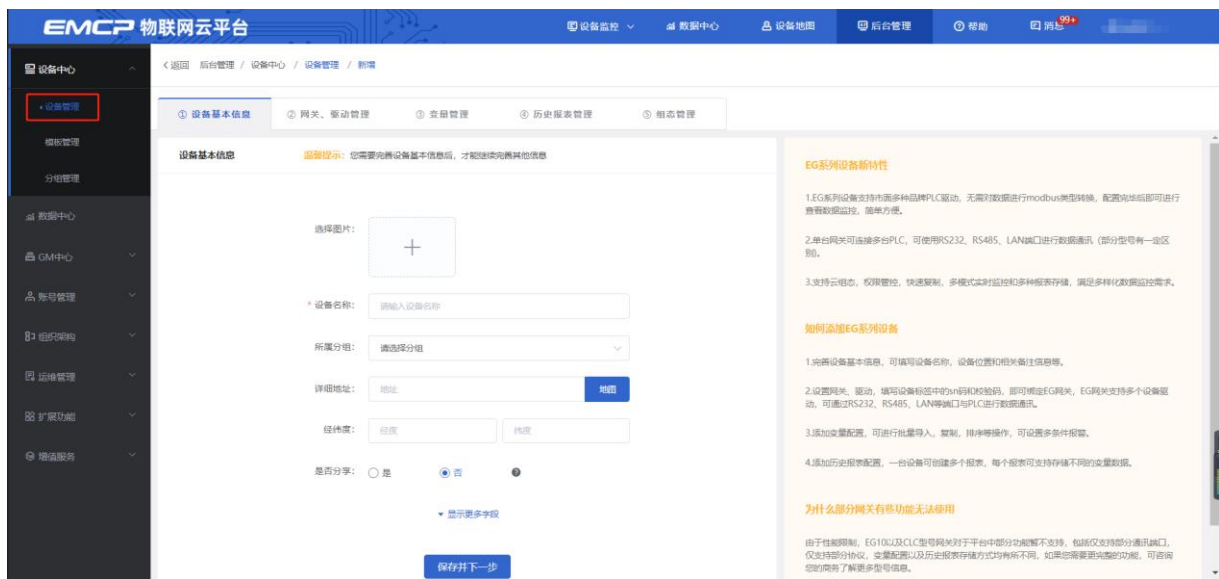 EMCP 物联网云平台
设备监控
数据中心
设备地图
后台管理
帮助
消息
99+
设备中心
设备管理
模板管理
分组管理
数据中心
GM中心
账号管理
组织架构
运维管理
扩展功能
增值服务
<返回 后台管理 / 设备中心 / 设备管理 / 新增
① 设备基本信息
② 网关、驱动管理
③ 变量管理
④ 历史报表管理
⑤ 组态管理
设备基本信息
温馨提示：您需要完善设备基本信息后，才能继续完善其他信息
选择图片：
* 设备名称：
请输入设备名称
所属分组：
请选择分组
详细地址：
地址
地图
经纬度：
经度
纬度
是否分享：
是
否
显示更多字段
保存并下一步
EG系列设备新特性
1.EG系列设备支持市面多种品牌PLC驱动，无需对数据进行modbus类型转换，配置完毕后即可进行
查看数据监控，简单方便。
2.单台网关可连接多台PLC，可使用RS232、RS485、LAN端口进行数据通讯（部分型号有一定区
别)。
3.支持云组态，权限管控，快速复制，多模式实时监控和多种报表存储，满足多样化数据监控需求。
如何添加EG系列设备
1.完善设备基本信息，可填写设备名称，设备位置和相关备注信息等。
2.设置网关、驱动，填写设备标签中的sn码和校验码，即可绑定EG网关，EG网关支持多个设备驱
动，可通过RS232、RS485、LAN等端口与PLC进行数据通讯。
3.添加变量配置，可进行批量导入，复制，排序等操作，可设置多条件报警。
4.添加历史报表配置，一台设备可创建多个报表，每个报表可支持存储不同的变量数据。
为什么部分网关有些功能无法使用
由于性能限制，EG10以及CLC型号网关对于平台中部分功能暂不支持，包括仅支持部分通讯端口，
仅支持部分协议，变量配置以及历史报表存储方式均有所不同，如果您需要更完整的功能，可咨询
您的商务了解更多型号信息。